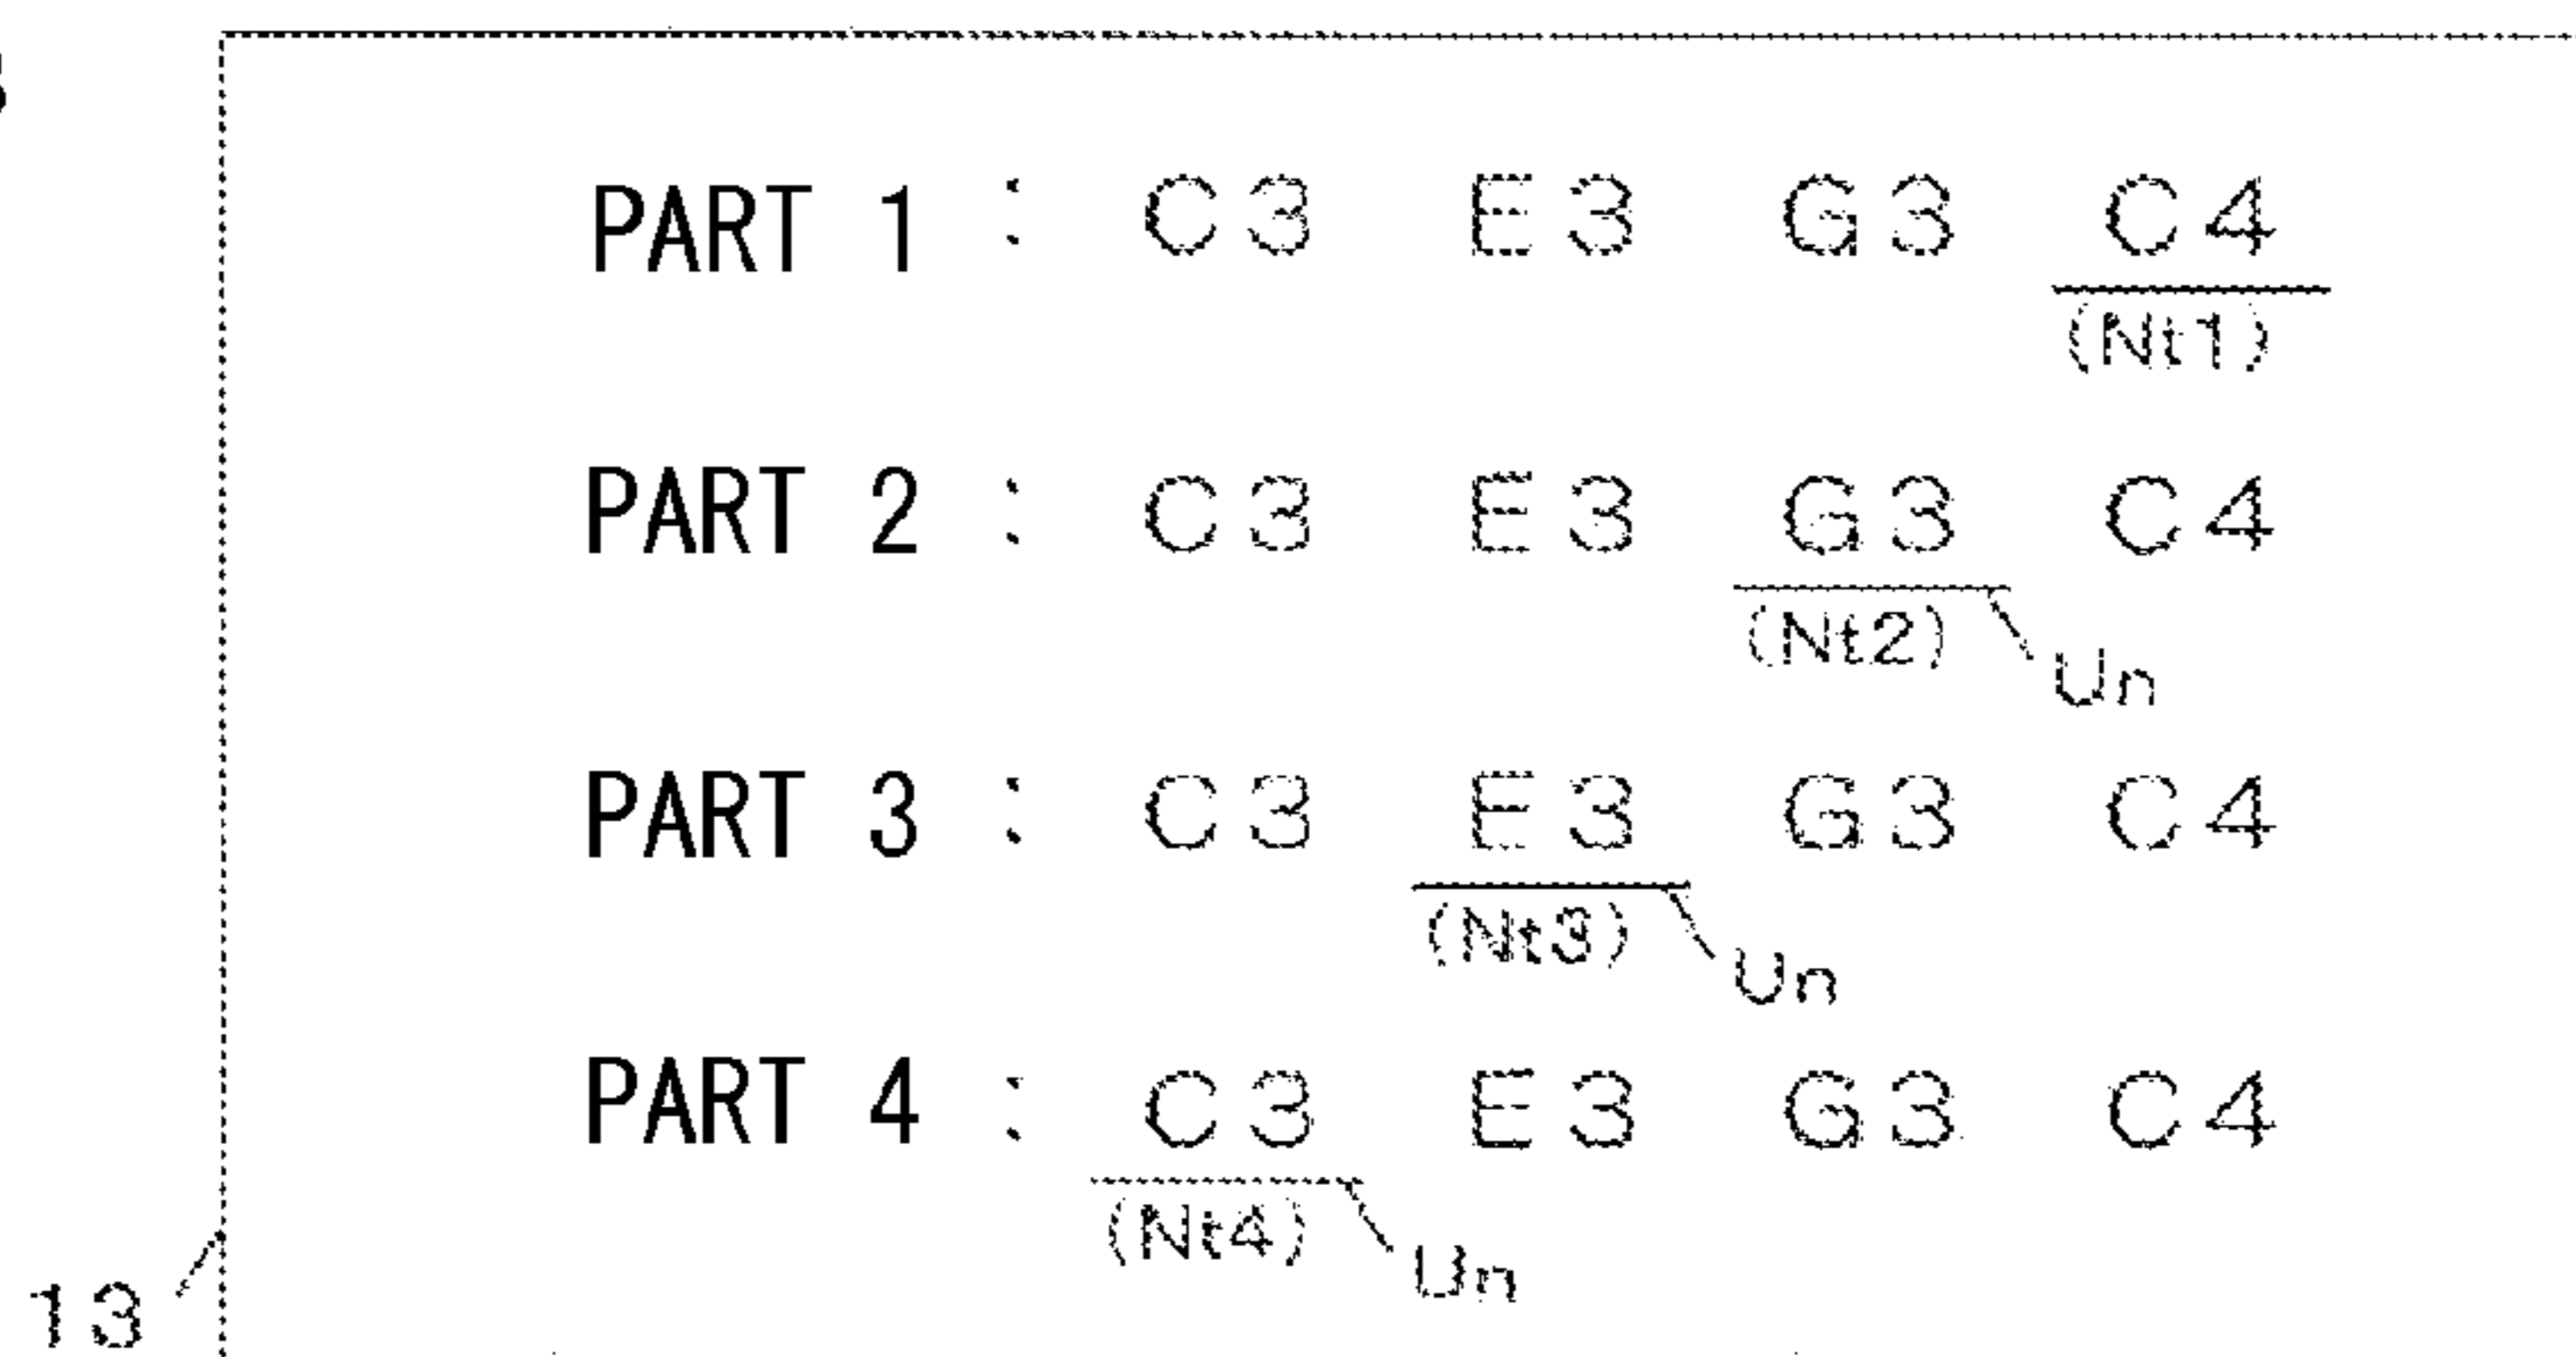 PART 1 : C3 E3 G3 C4
(Nt1)
PART 2 : C3 E3 G3 C4
(Nt2) Un
PART 3 : C3 E3 G3 C4
(Nt3) Un
PART 4 : C3 E3 G3 C4
(Nt4) Un
13